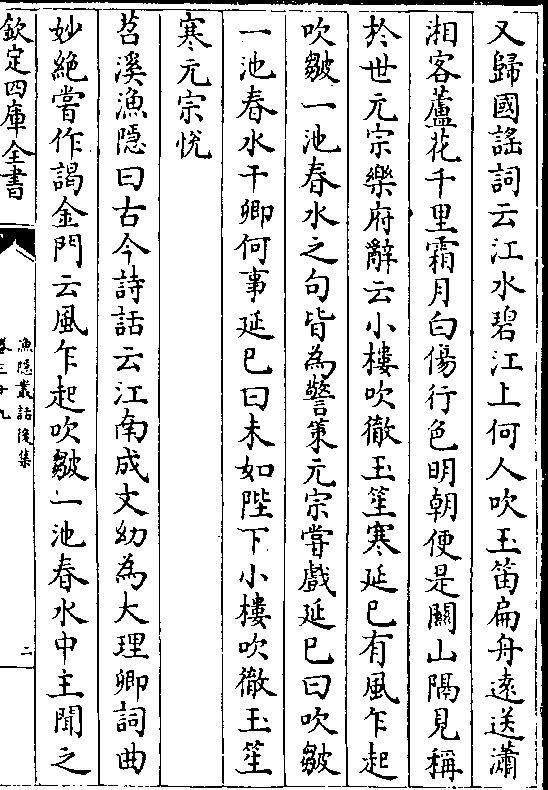 又歸國謠詞云江水碧江上何人吹玉笛扁舟逺送瀟
湘客蘆花千里霜月白傷行色明朝便是關山隔見稱
於世元宗樂府辭云小樓吹徹玉笙寒延巳有風乍起
吹皺一池春水之句皆為警策元宗嘗戲延巳曰吹皺
一池春水干卿何事延巳曰未如陛下小樓吹徹玉笙
寒元宗悅
苕溪漁隠曰古今詩話云江南成文㓜為大理卿詞曲
妙絶嘗作謁金門云風乍起吹皺一池春水中主聞之
欽定四庫全書
漁隠叢話後集
卷三十九
二